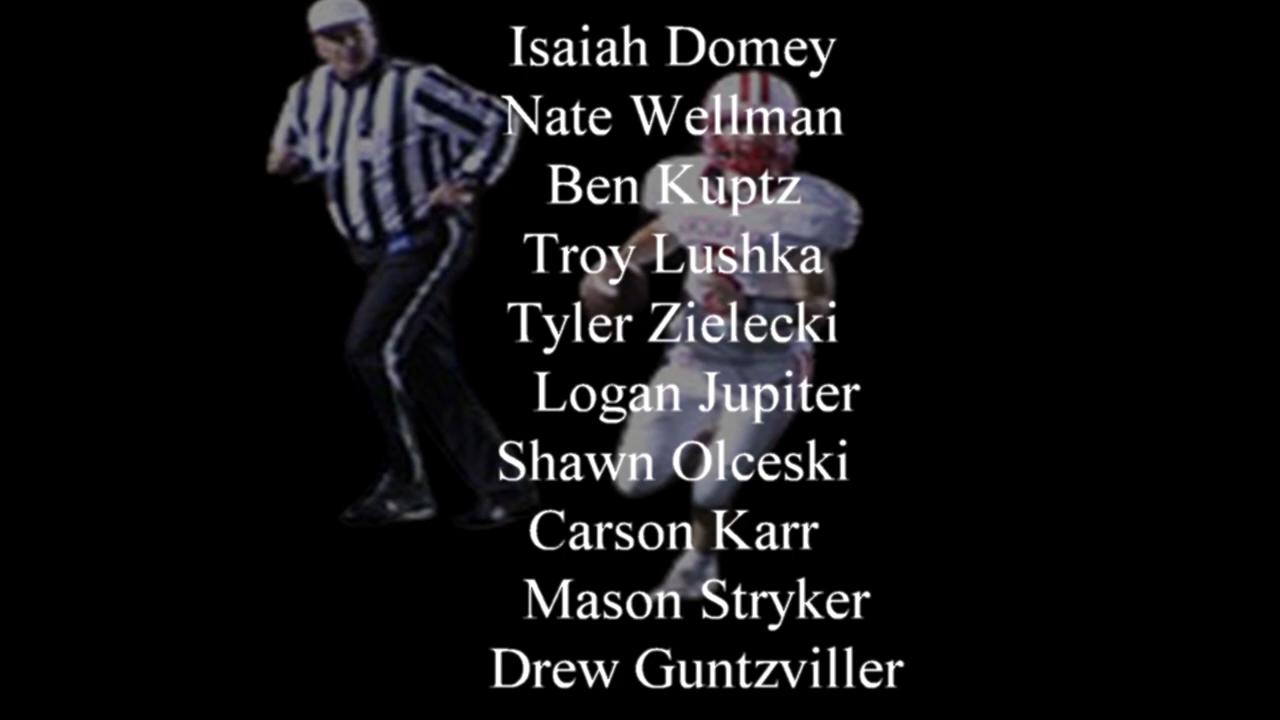 Isaiah Domey
Nate Wellman
Ben Kuptz
Troy Lushka
Tyler Zielecki
Logan Jupiter
Shawn Olceski
Carson Karr
Mason Stryker
Drew Guntzviller